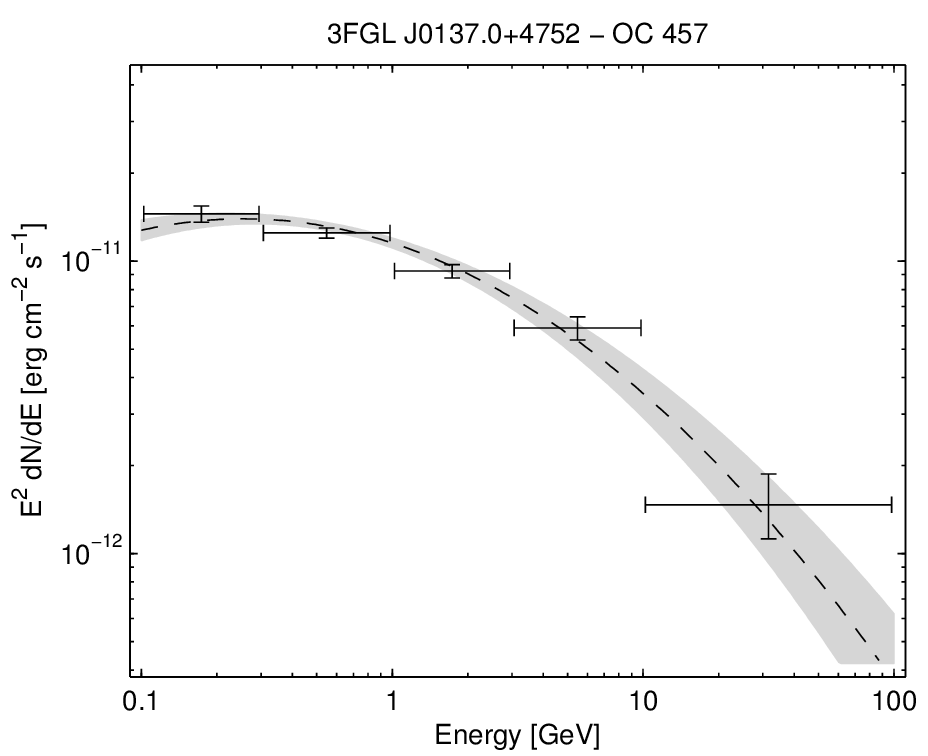 3FGL J0137.0+4752 − OC 457
E² dN/dE [erg cm⁻² s⁻¹]
10⁻¹¹
10⁻¹²
0.1 1 10 100
Energy [GeV]